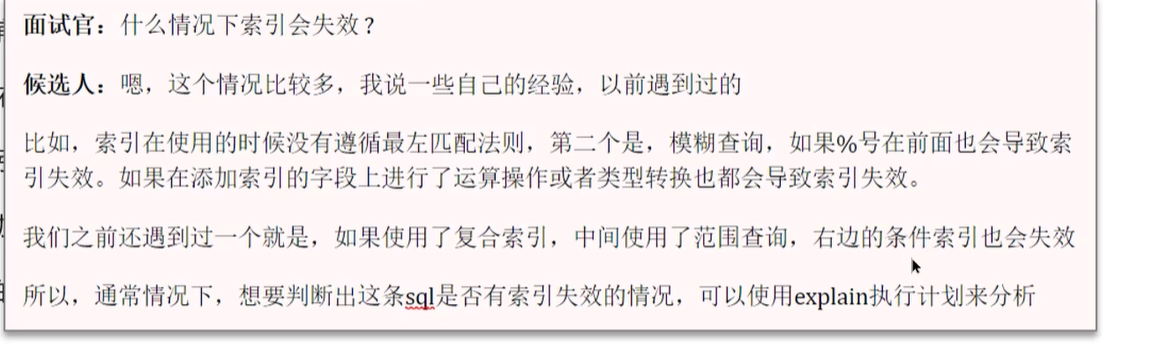 面试官：什么情况下索引会失效？
候选人：嗯，这个情况比较多，我说一些自己的经验，以前遇到过的
比如，索引在使用的时候没有遵循最左匹配法则，第二个是，模糊查询，如果%号在前面也会导致索
引失效。如果在添加索引的字段上进行了运算操作或者类型转换也都会导致索引失效。
我们之前还遇到过一个就是，如果使用了复合索引，中间使用了范围查询，右边的条件索引也会失效
所以，通常情况下，想要判断出这条sql是否有索引失效的情况，可以使用explain执行计划来分析